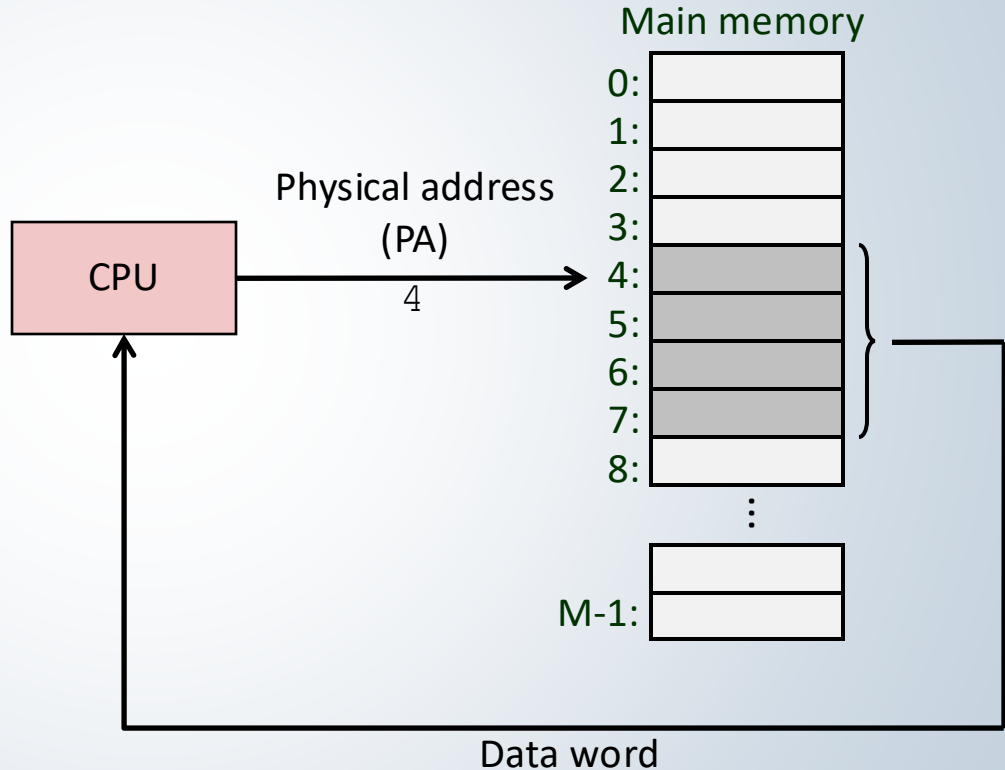 Main memory
0:
1:
2:
3:
4:
5:
6:
7:
8:
...
M-1:
Physical address
(PA)
4
CPU
Data word